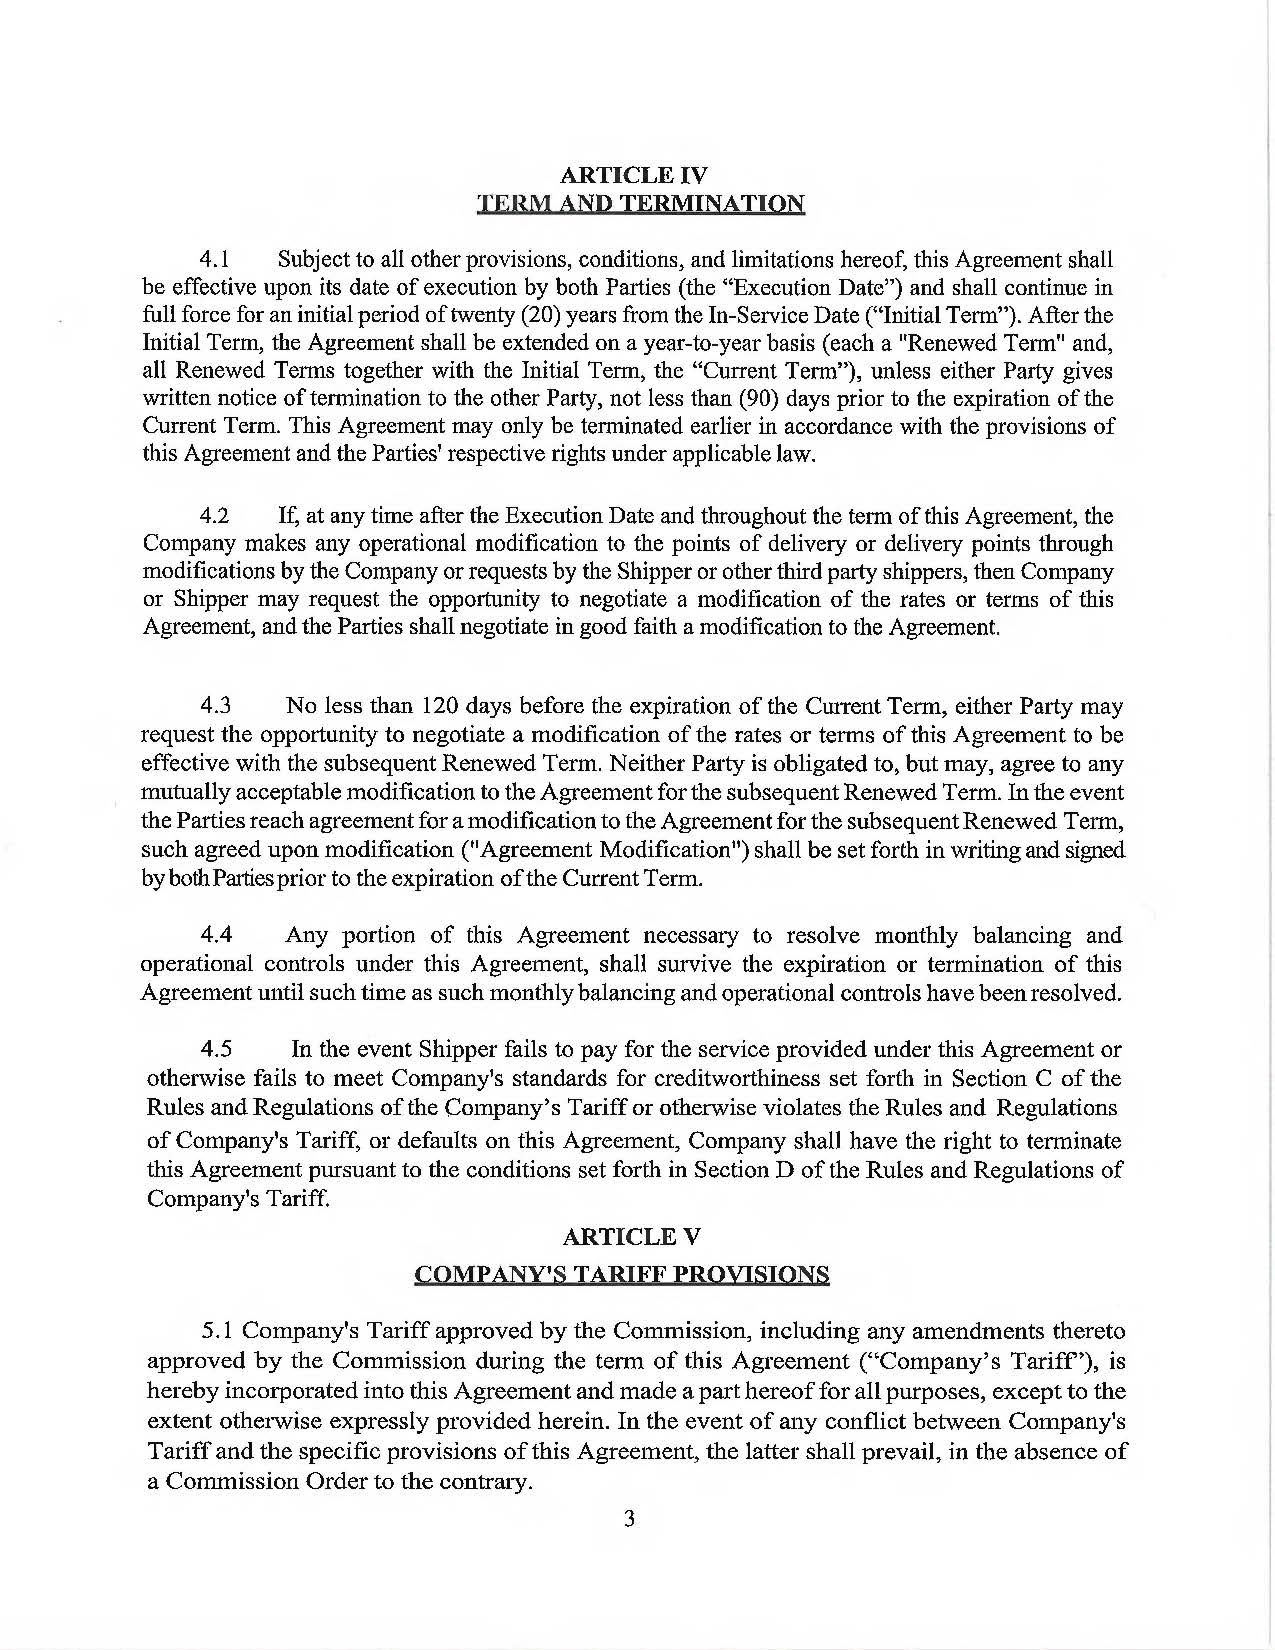 ARTICLE IV
TERM AND TERMINATION
4.1 Subject to all other provisions, conditions, and limitations hereof, this Agreement shall
be effective upon its date of execution by both Parties (the “Execution Date”) and shall continue in
full force for an initial period of twenty (20) years from the In-Service Date (“Initial Term”). After the
Initial Term, the Agreement shall be extended on a year-to-year basis (each a "Renewed Term" and,
all Renewed Terms together with the Initial Term, the “Current Term”), unless either Party gives
written notice of termination to the other Party, not less than (90) days prior to the expiration of the
Current Term. This Agreement may only be terminated earlier in accordance with the provisions of
this Agreement and the Parties' respective rights under applicable law.
4.2 If, at any time after the Execution Date and throughout the term of this Agreement, the
Company makes any operational modification to the points of delivery or delivery points through
modifications by the Company or requests by the Shipper or other third party shippers, then Company
or Shipper may request the opportunity to negotiate a modification of the rates or terms of this
Agreement, and the Parties shall negotiate in good faith a modification to the Agreement.
4.3 No less than 120 days before the expiration of the Current Term, either Party may
request the opportunity to negotiate a modification of the rates or terms of this Agreement to be
effective with the subsequent Renewed Term. Neither Party is obligated to, but may, agree to any
mutually acceptable modification to the Agreement for the subsequent Renewed Term. In the event
the Parties reach agreement for a modification to the Agreement for the subsequent Renewed Term,
such agreed upon modification ("Agreement Modification") shall be set forth in writing and signed
by both Parties prior to the expiration of the Current Term.
4.4 Any portion of this Agreement necessary to resolve monthly balancing and
operational controls under this Agreement, shall survive the expiration or termination of this
Agreement until such time as such monthly balancing and operational controls have been resolved.
4.5 In the event Shipper fails to pay for the service provided under this Agreement or
otherwise fails to meet Company's standards for creditworthiness set forth in Section C of the
Rules and Regulations of the Company’s Tariff or otherwise violates the Rules and Regulations
of Company's Tariff, or defaults on this Agreement, Company shall have the right to terminate
this Agreement pursuant to the conditions set forth in Section D of the Rules and Regulations of
Company's Tariff.
ARTICLE V
COMPANY'S TARIFF PROVISIONS
5.1 Company's Tariff approved by the Commission, including any amendments thereto
approved by the Commission during the term of this Agreement (“Company’s Tariff”), is
hereby incorporated into this Agreement and made a part hereof for all purposes, except to the
extent otherwise expressly provided herein. In the event of any conflict between Company's
Tariff and the specific provisions of this Agreement, the latter shall prevail, in the absence of
a Commission Order to the contrary.
3